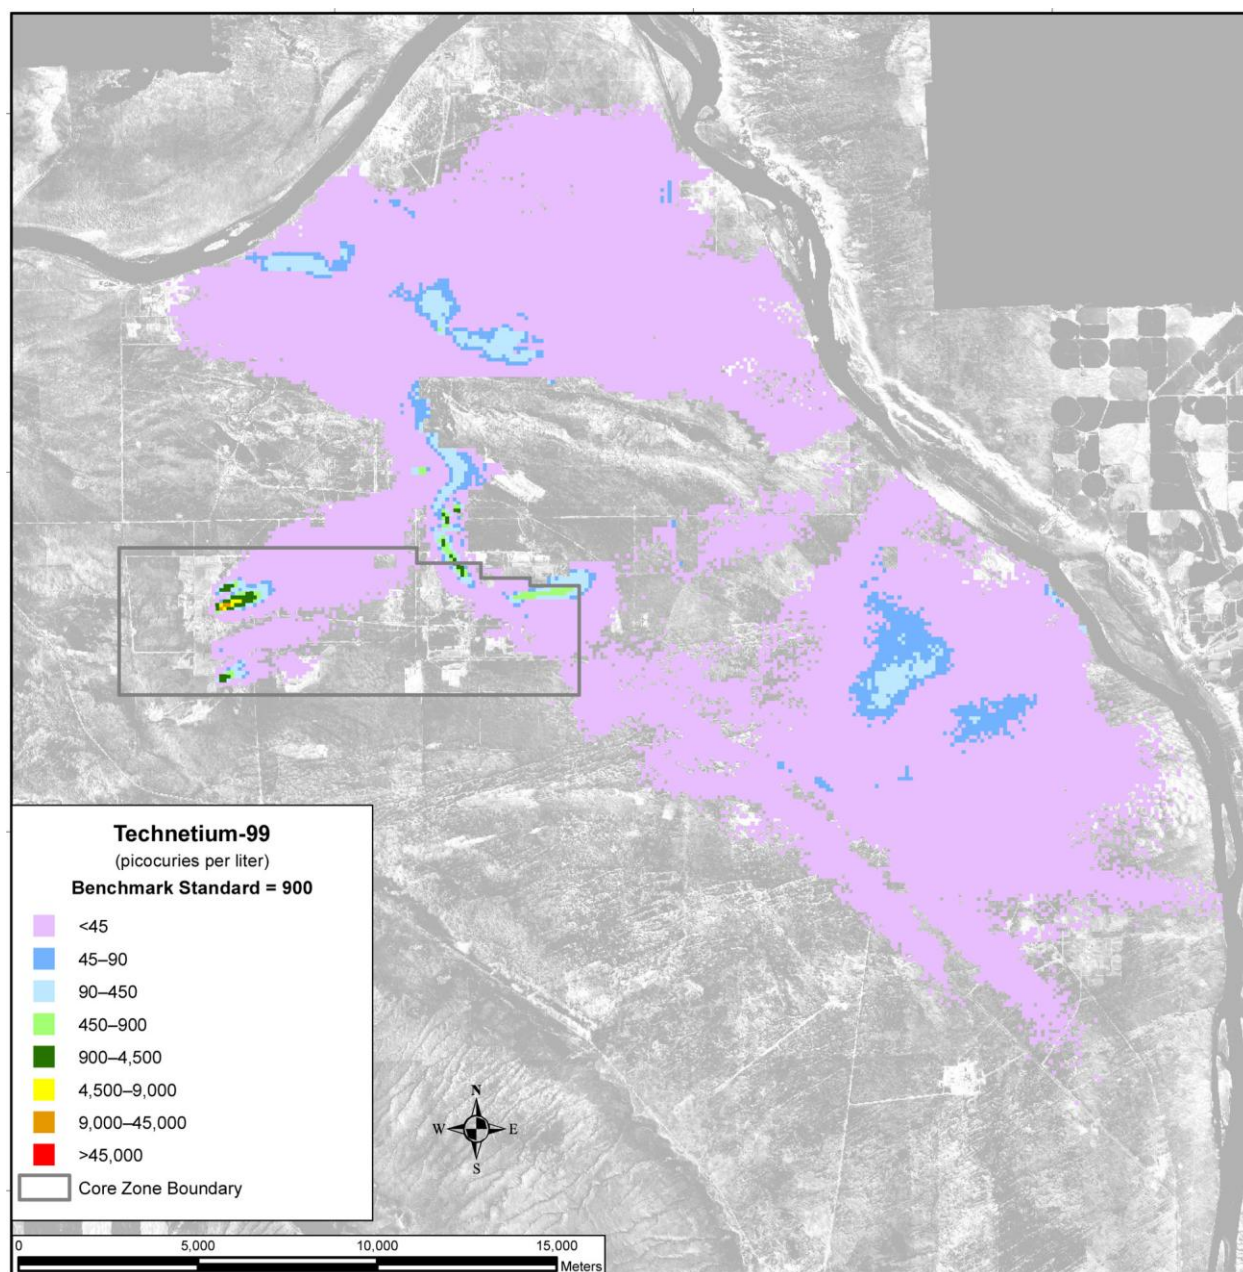 N
W E
S
Technetium-99
(picocuries per liter)
Benchmark Standard = 900
<45
45–90
90–450
450–900
900–4,500
4,500–9,000
9,000–45,000
>45,000
Core Zone Boundary
0 5,000 10,000 15,000
Meters